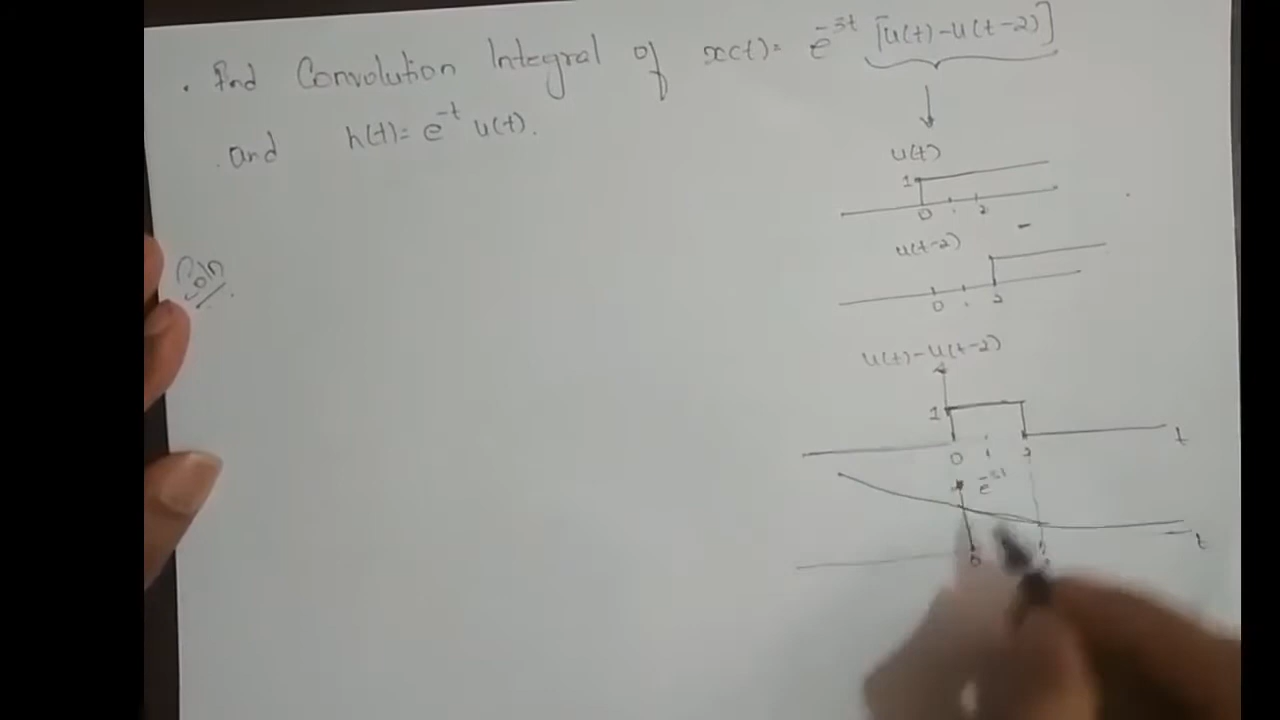 . find Convolution Integral of x(t)= e^-3t [u(t)-u(t-2)]
and h(t)= e^-t u(t).
u(t)
1
0 2
-
u(t-2)
0 2
Soln
u(t)-u(t-2)
1
t
0 1 2
e^-3t
t
0